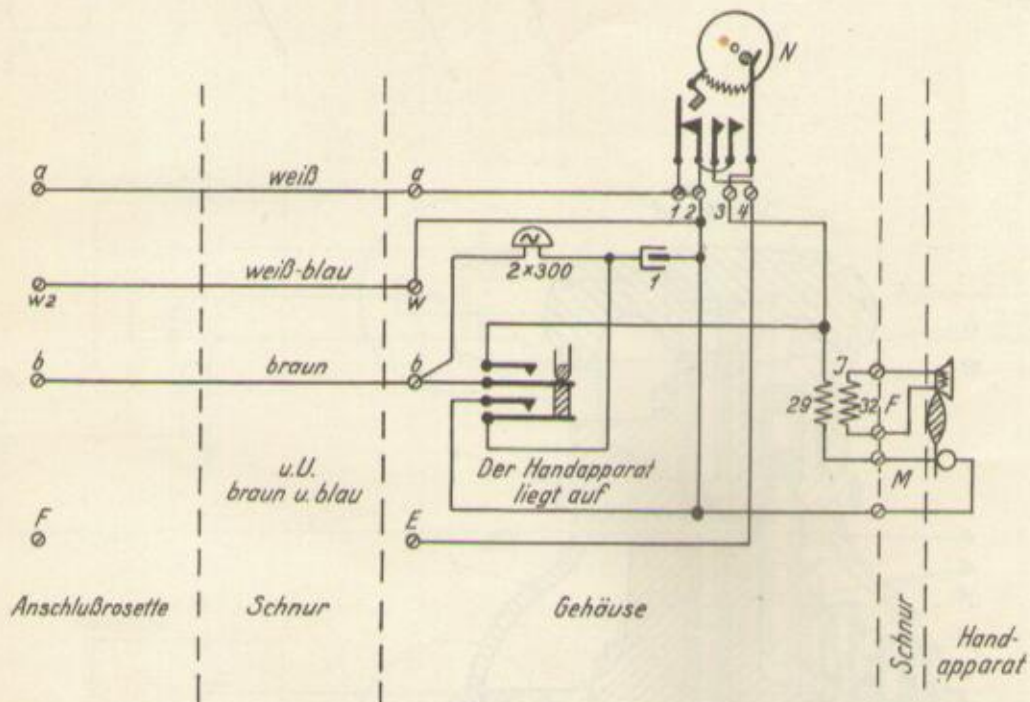 N
a
weiß
a
1 2 3 4
weiß-blau
2×300
1
w2
w
b
braun
b
J
29
32
F
u.U.
braun u. blau
Der Handapparat
liegt auf
M
F
E
Anschlußrosette
Schnur
Gehäuse
Schnur
Hand-
apparat